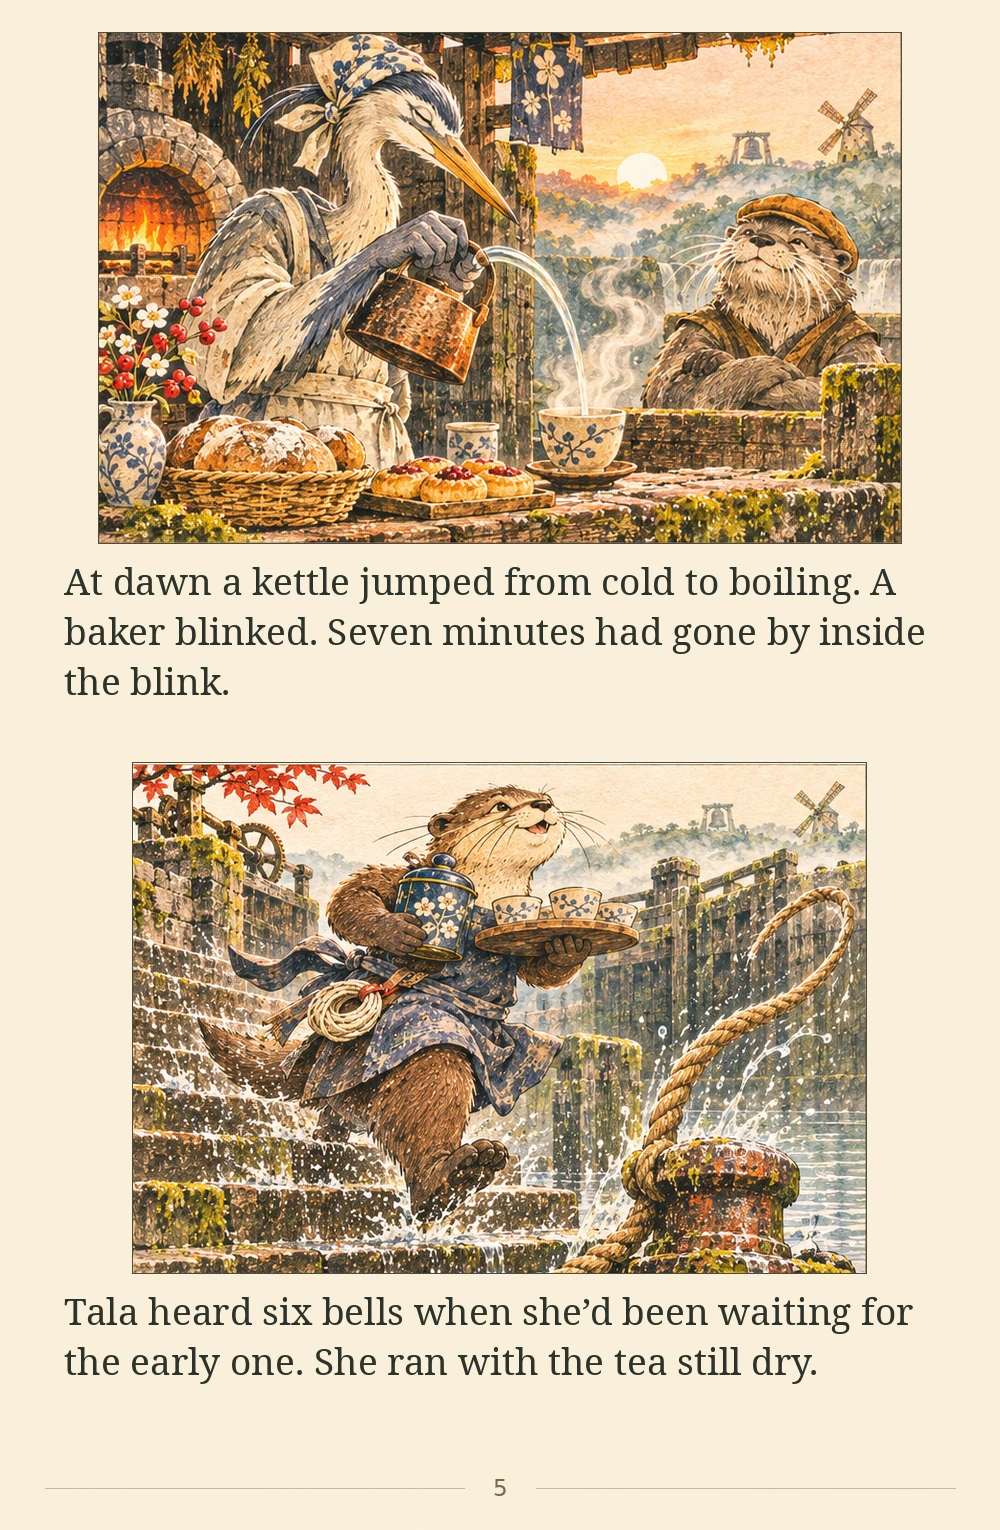 At dawn a kettle jumped from cold to boiling. A
baker blinked. Seven minutes had gone by inside
the blink.
Tala heard six bells when she’d been waiting for
the early one. She ran with the tea still dry.
5